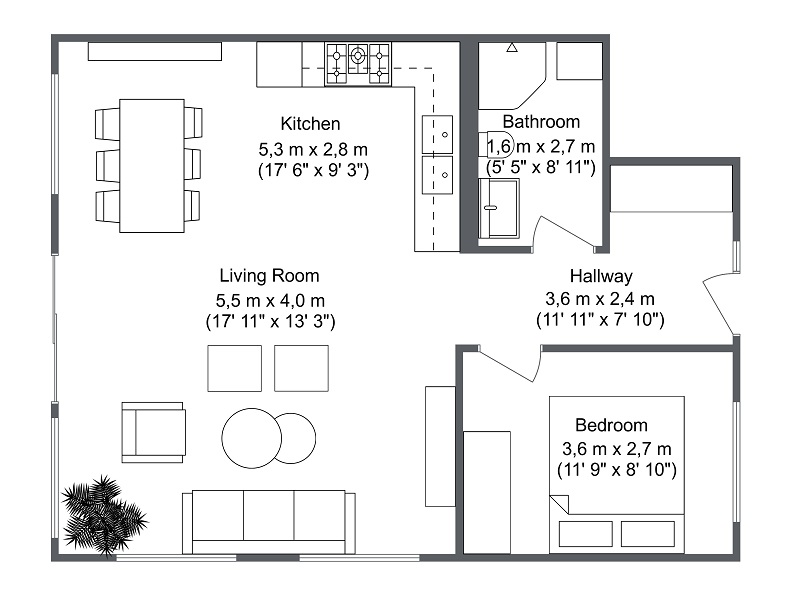 Kitchen
5,3 m x 2,8 m
(17' 6" x 9' 3")
Bathroom
1,6 m x 2,7 m
(5' 5" x 8' 11")
Living Room
5,5 m x 4,0 m
(17' 11" x 13' 3")
Hallway
3,6 m x 2,4 m
(11' 11" x 7' 10")
Bedroom
3,6 m x 2,7 m
(11' 9" x 8' 10")